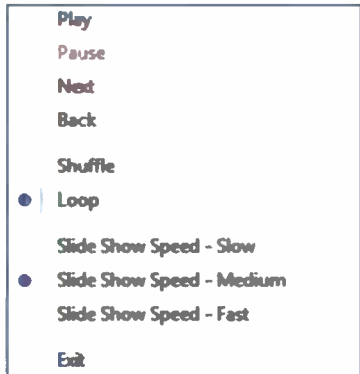 Play
Pause
Next
Back
Shuffle
Loop
Slide Show Speed - Slow
Slide Show Speed - Medium
Slide Show Speed - Fast
Exit